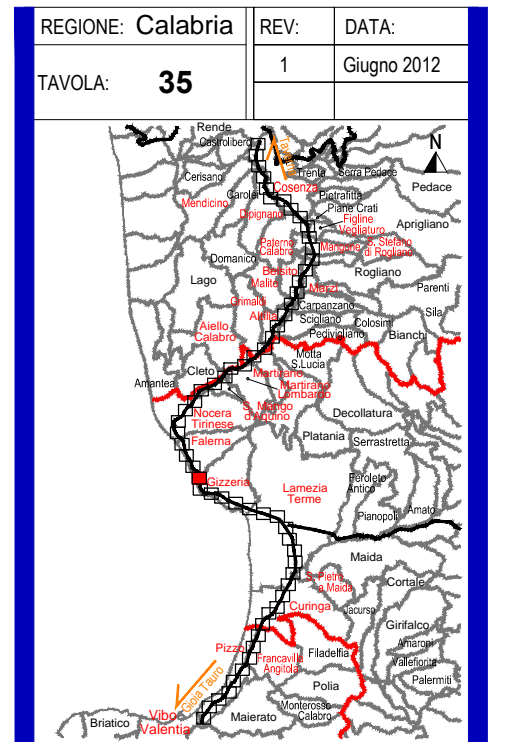 REGIONE: Calabria
REV:
DATA:
TAVOLA: 35
1
Giugno 2012
Rende
Castrolibero
Taranto
N
Cerisano
Trenta
Serra Pedace
Cosenza
Pedace
Mendicino
Carolei
Pietrafitta
Dipignano
Piane Crati
Figline
Vegliaturo
Aprigliano
Paterno
Calabro
Mangone
S. Stefano
di Rogliano
Domanico
Belsito
Rogliano
Lago
Malito
Marzi
Parenti
Grimaldi
Carpanzano
Sila
Altilia
Scigliano
Colosimi
Aiello
Calabro
Pedivigliano
Bianchi
Motta
S.Lucia
Cleto
Martirano
Amantea
Martirano
Lombardo
S. Mango
d'Aquino
Nocera
Tirinese
Decollatura
Falerna
Platania
Serrastretta
Gizzeria
Lamezia
Terme
Feroleto
Antico
Pianopoli
Amato
Maida
S. Pietro
a Maida
Cortale
Curinga
Jacurso
Girifalco
Pizzo
Francavilla
Angitola
Filadelfia
Amaroni
Vallefiorita
Gioia Tauro
Polia
Palermiti
Vibo
Valentia
Briatico
Maierato
Monterosso
Calabro